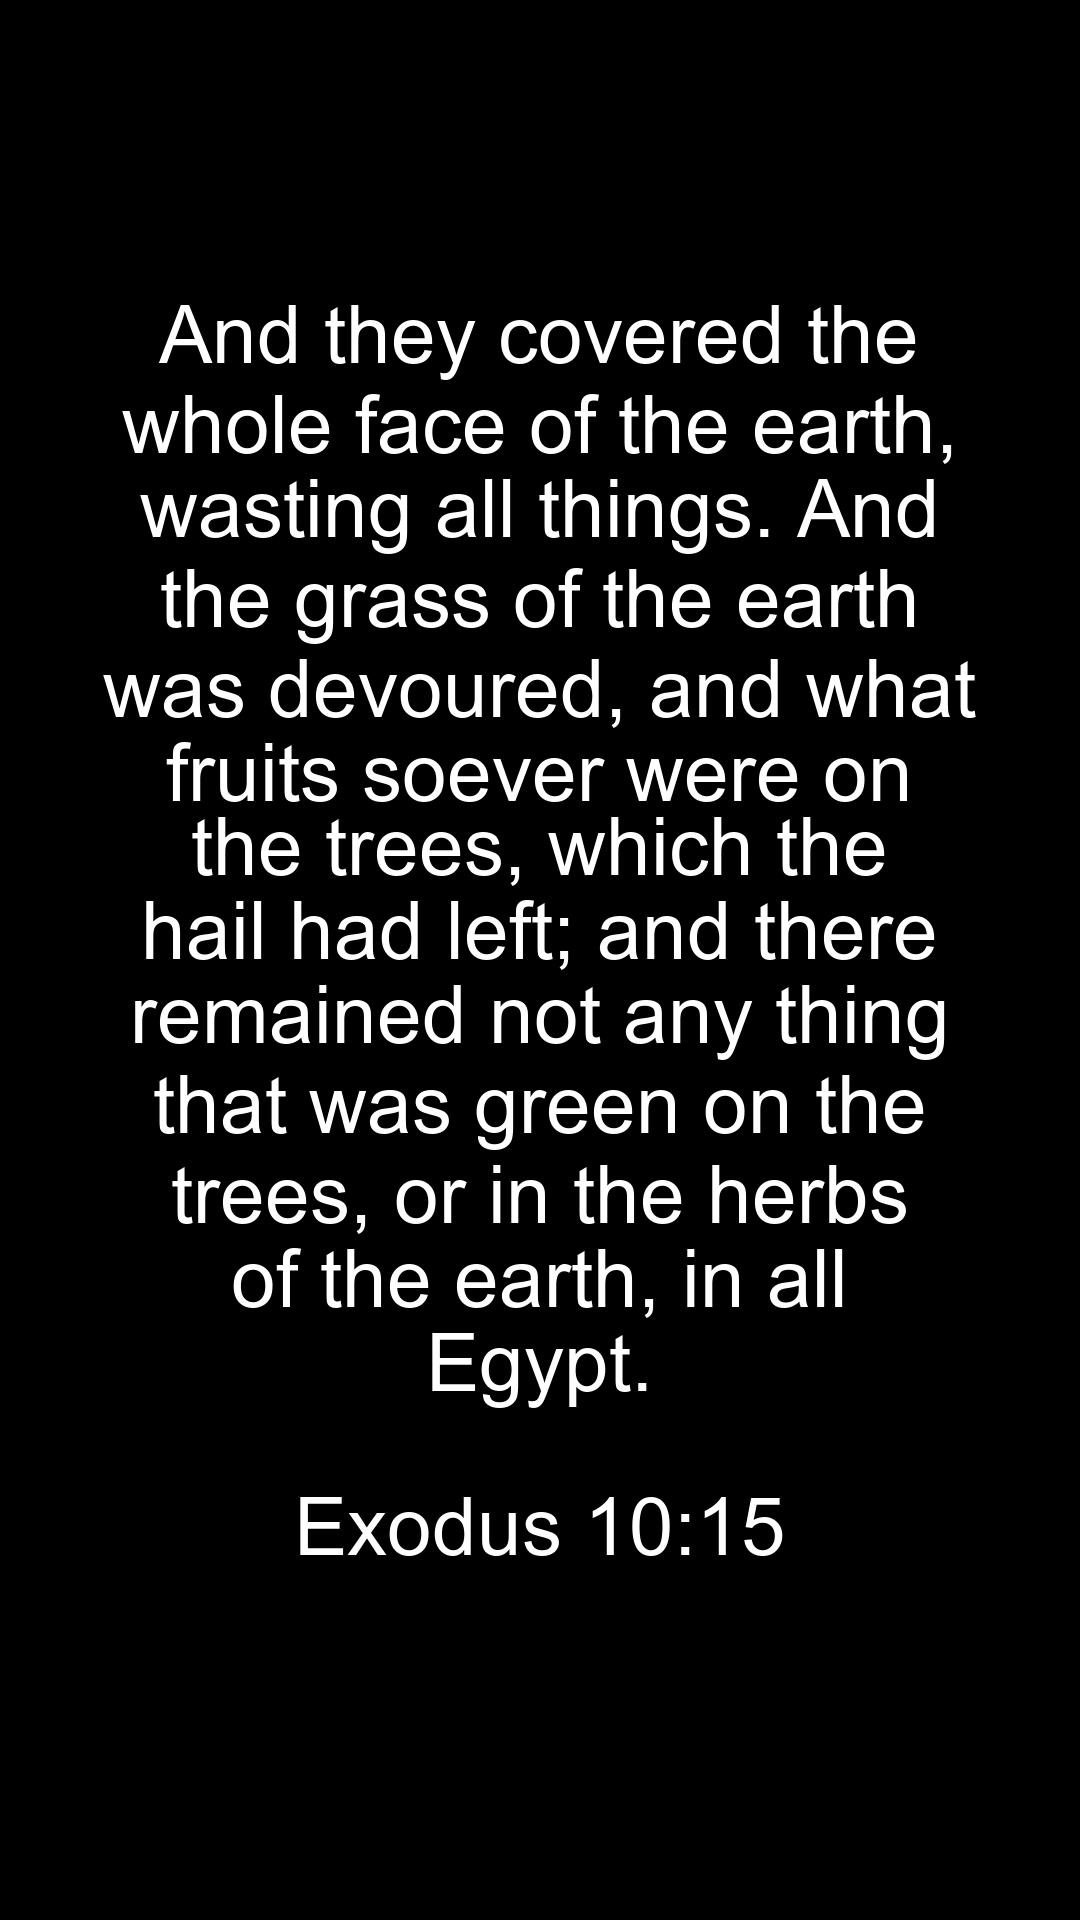 And they covered the
whole face of the earth,
wasting all things. And
the grass of the earth
was devoured, and what
fruits soever were on
the trees, which the
hail had left; and there
remained not any thing
that was green on the
trees, or in the herbs
of the earth, in all
Egypt.
Exodus 10:15